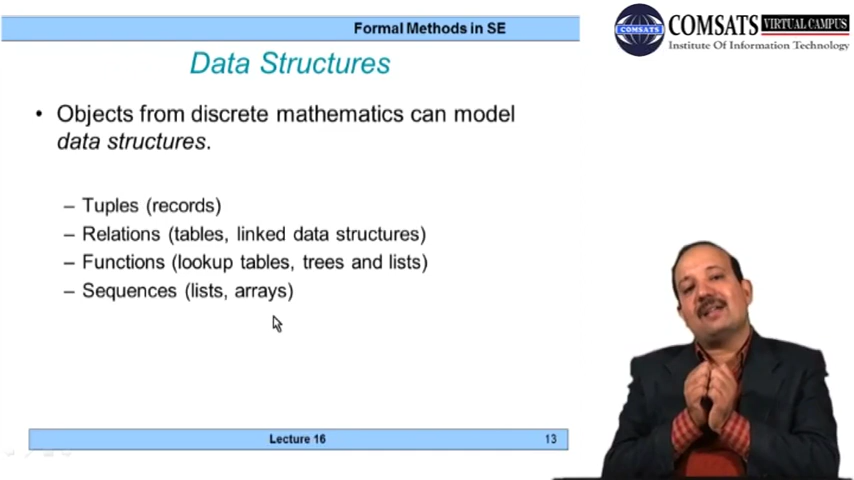 Formal Methods in SE
COMSATS
COMSATS VIRTUAL CAMPUS
Institute Of Information Technology
Data Structures
• Objects from discrete mathematics can model
data structures.
– Tuples (records)
– Relations (tables, linked data structures)
– Functions (lookup tables, trees and lists)
– Sequences (lists, arrays)
Lecture 16
13